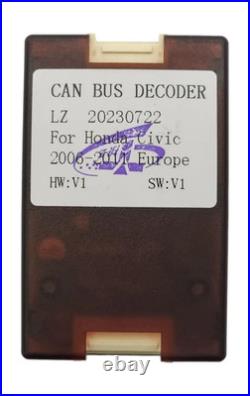 CAN BUS DECODER
LZ 20230722
For Honda Civic
2006-2011 Europe
HW:V1 SW:V1